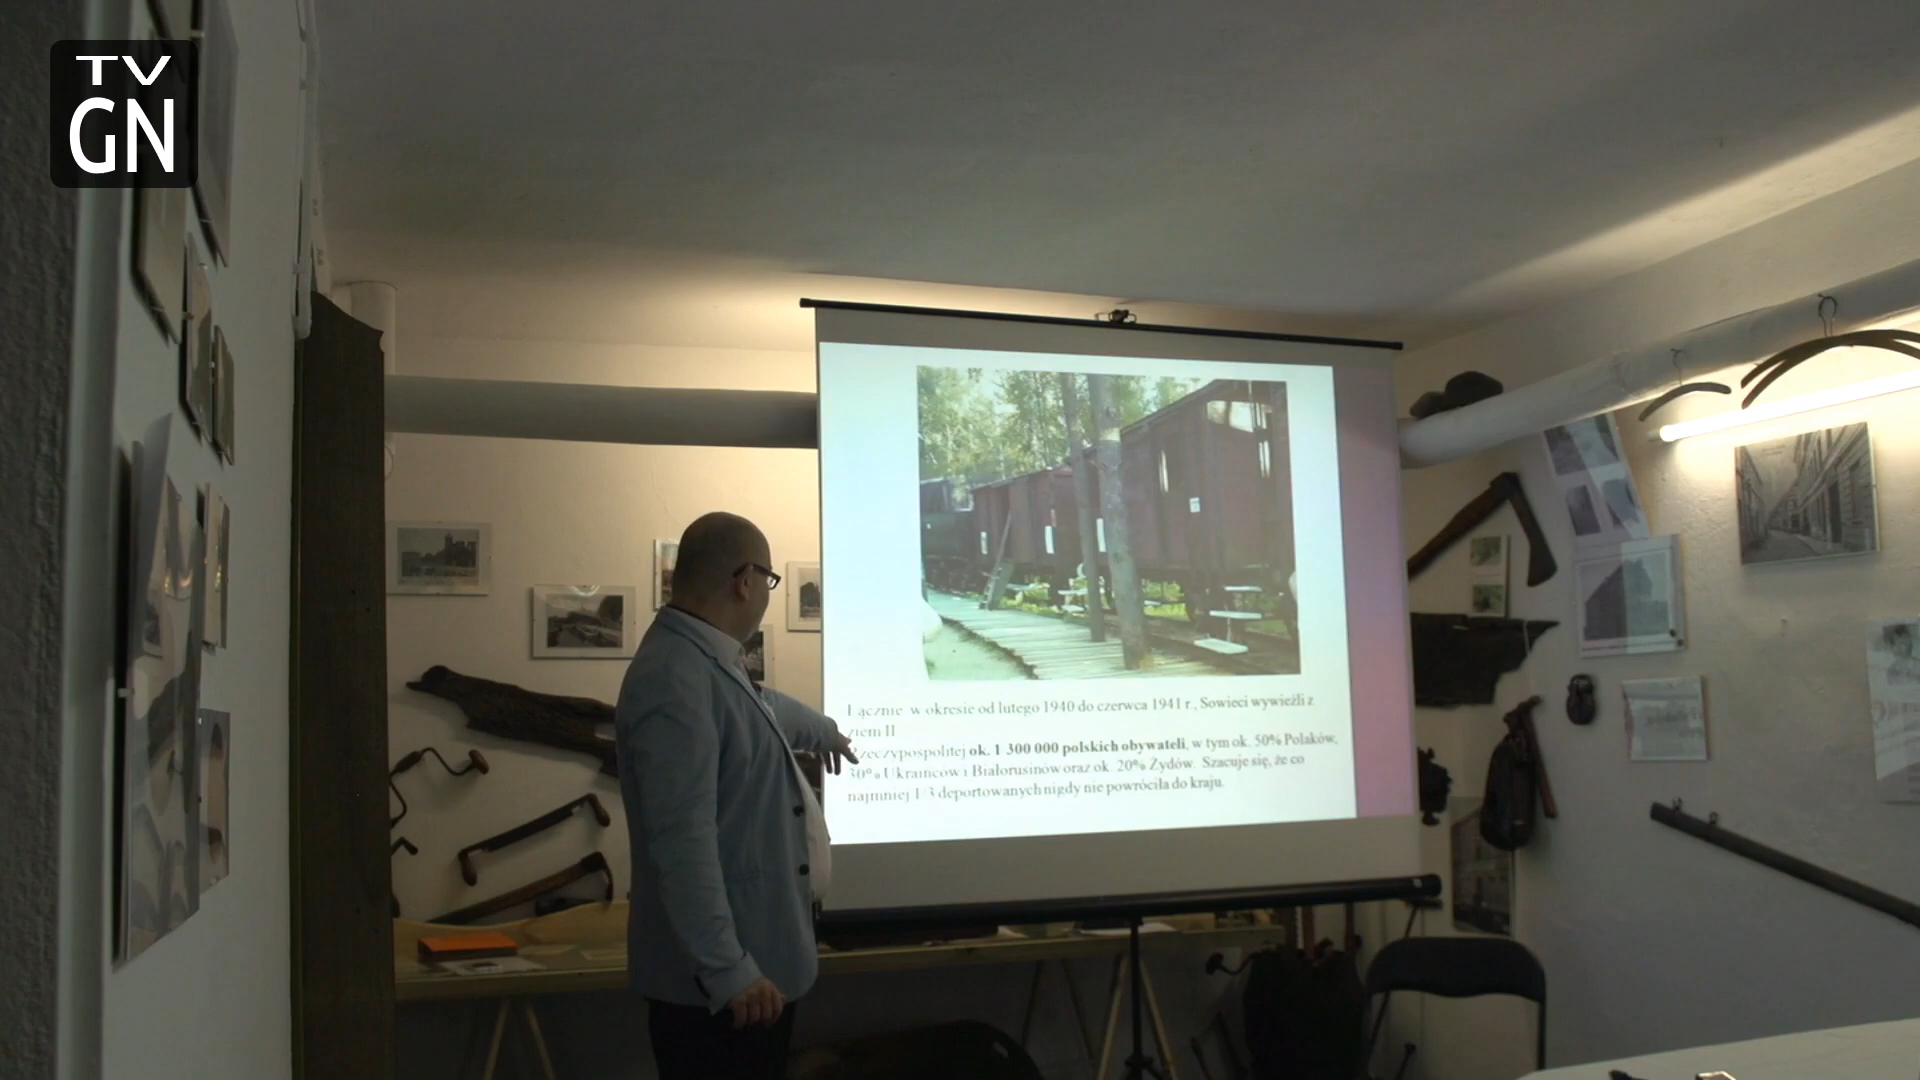 TV
GN
Łącznie w okresie od lutego 1940 do czerwca 1941 r., Sowieci wywieźli z
ziem II
Rzeczypospolitej ok. 1 300 000 polskich obywateli, w tym ok. 50% Polaków,
30% Ukraińców i Białorusinów oraz ok. 20% Żydów. Szacuje się, że co
najmniej 1/3 deportowanych nigdy nie powróciła do kraju.